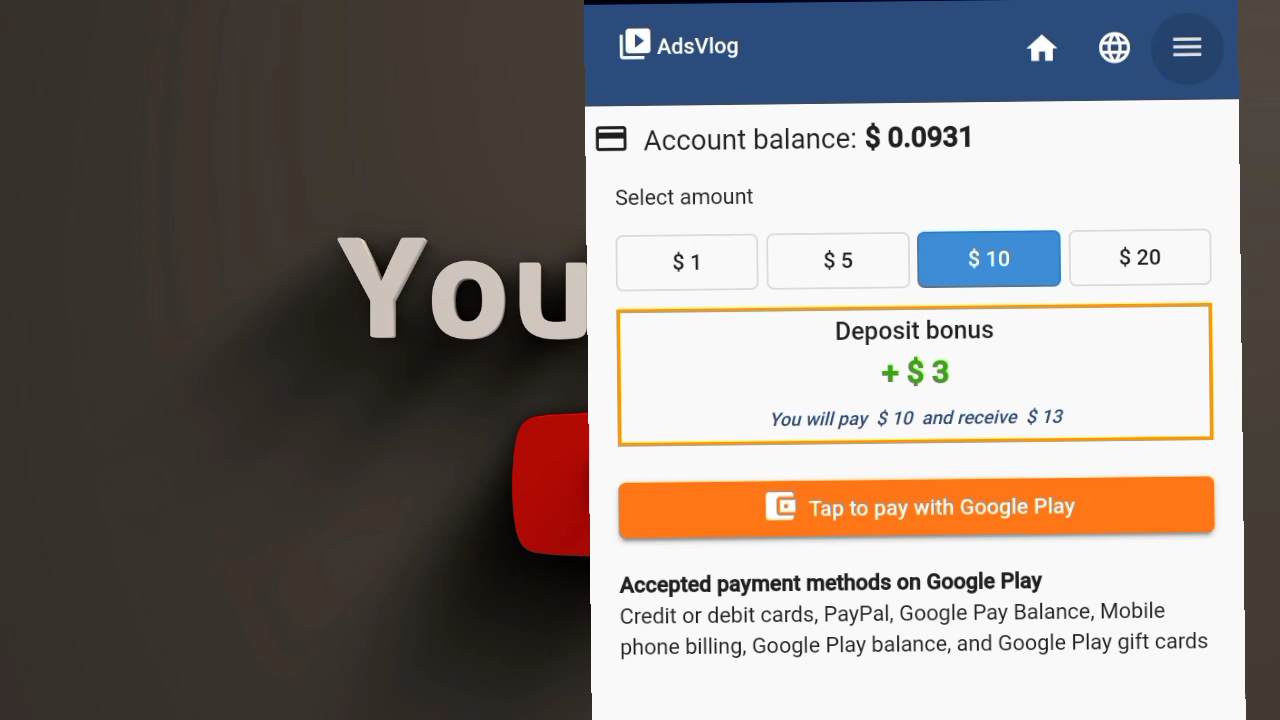 You
AdsVlog
Account balance: $ 0.0931
Select amount
$ 1
$ 5
$ 10
$ 20
Deposit bonus
+ $ 3
You will pay $ 10 and receive $ 13
Tap to pay with Google Play
Accepted payment methods on Google Play
Credit or debit cards, PayPal, Google Pay Balance, Mobile
phone billing, Google Play balance, and Google Play gift cards